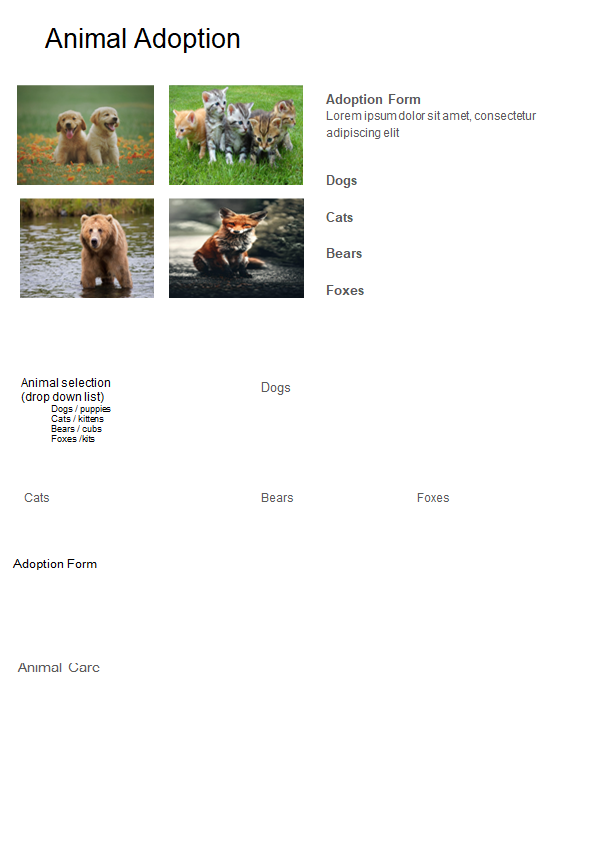 Animal Adoption
Adoption Form
Lorem ipsum dolor sit amet, consectetur
adipiscing elit
Dogs
Cats
Bears
Foxes
Animal selection
(drop down list)
Dogs / puppies
Cats / kittens
Bears / cubs
Foxes /kits
Dogs
Cats
Bears
Foxes
Adoption Form
Animal Care